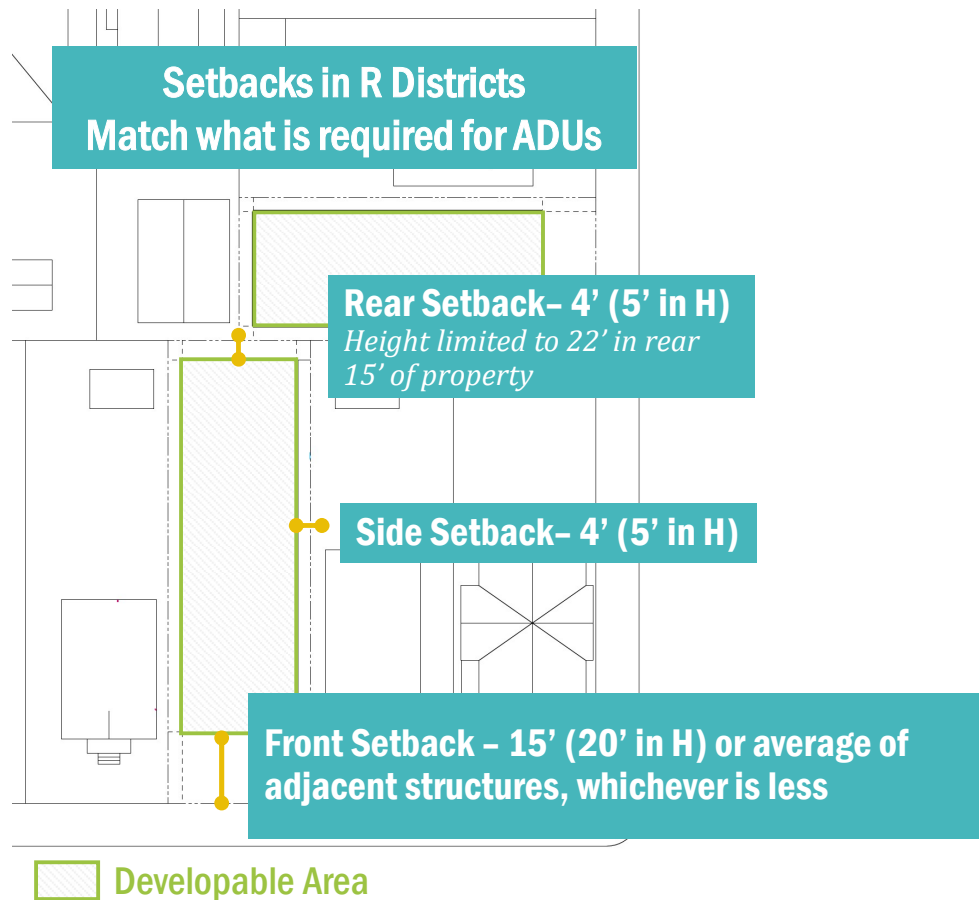 Setbacks in R Districts
Match what is required for ADUs
Rear Setback– 4’ (5’ in H)
Height limited to 22’ in rear
15’ of property
Side Setback– 4’ (5’ in H)
Front Setback – 15’ (20’ in H) or average of
adjacent structures, whichever is less
Developable Area